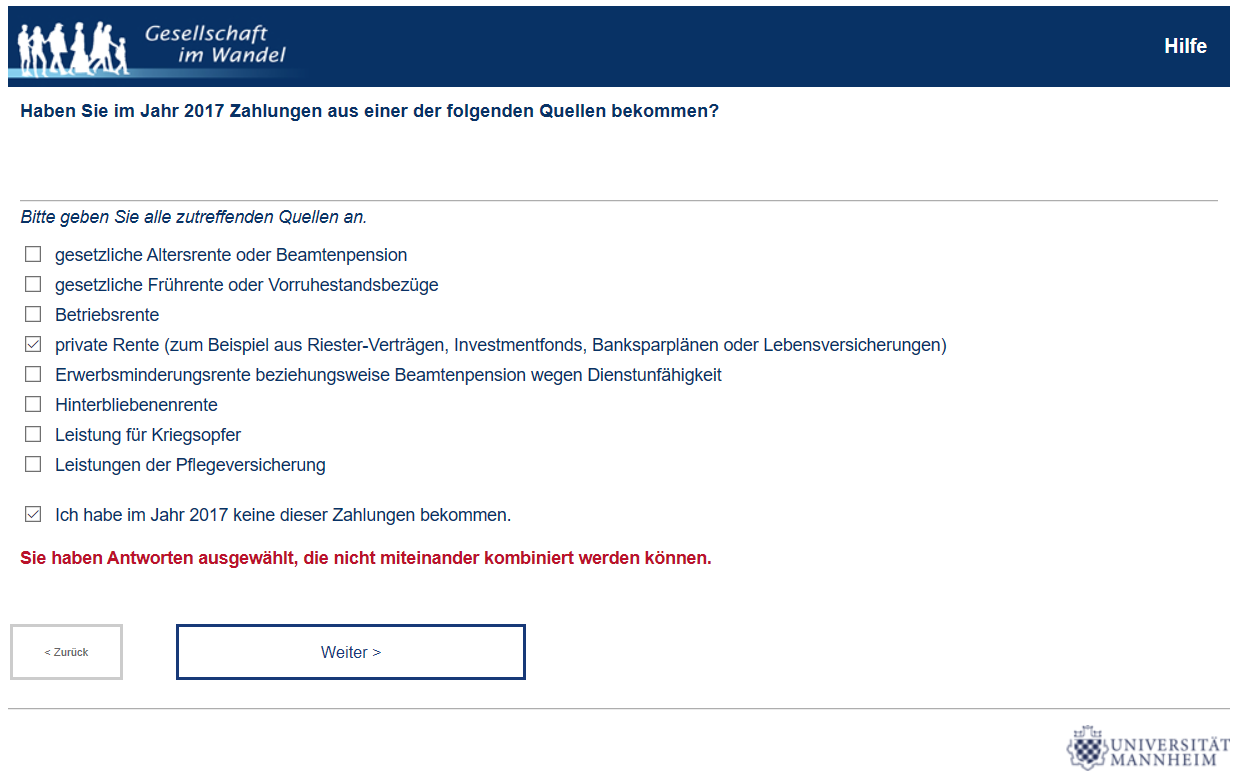 Gesellschaft
im Wandel
Hilfe
Haben Sie im Jahr 2017 Zahlungen aus einer der folgenden Quellen bekommen?
Bitte geben Sie alle zutreffenden Quellen an.
gesetzliche Altersrente oder Beamtenpension
gesetzliche Frührente oder Vorruhestandsbezüge
Betriebsrente
private Rente (zum Beispiel aus Riester-Verträgen, Investmentfonds, Banksparplänen oder Lebensversicherungen)
Erwerbsminderungsrente beziehungsweise Beamtenpension wegen Dienstunfähigkeit
Hinterbliebenenrente
Leistung für Kriegsopfer
Leistungen der Pflegeversicherung
Ich habe im Jahr 2017 keine dieser Zahlungen bekommen.
Sie haben Antworten ausgewählt, die nicht miteinander kombiniert werden können.
< Zurück
Weiter >
UNIVERSITÄT
MANNHEIM